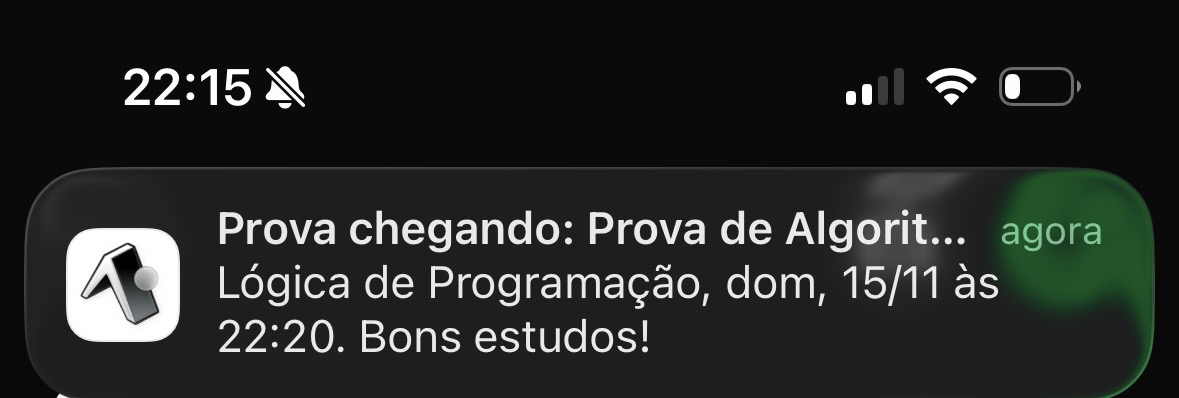 22:15
Prova chegando: Prova de Algorit...
agora
Lógica de Programação, dom, 15/11 às
22:20. Bons estudos!